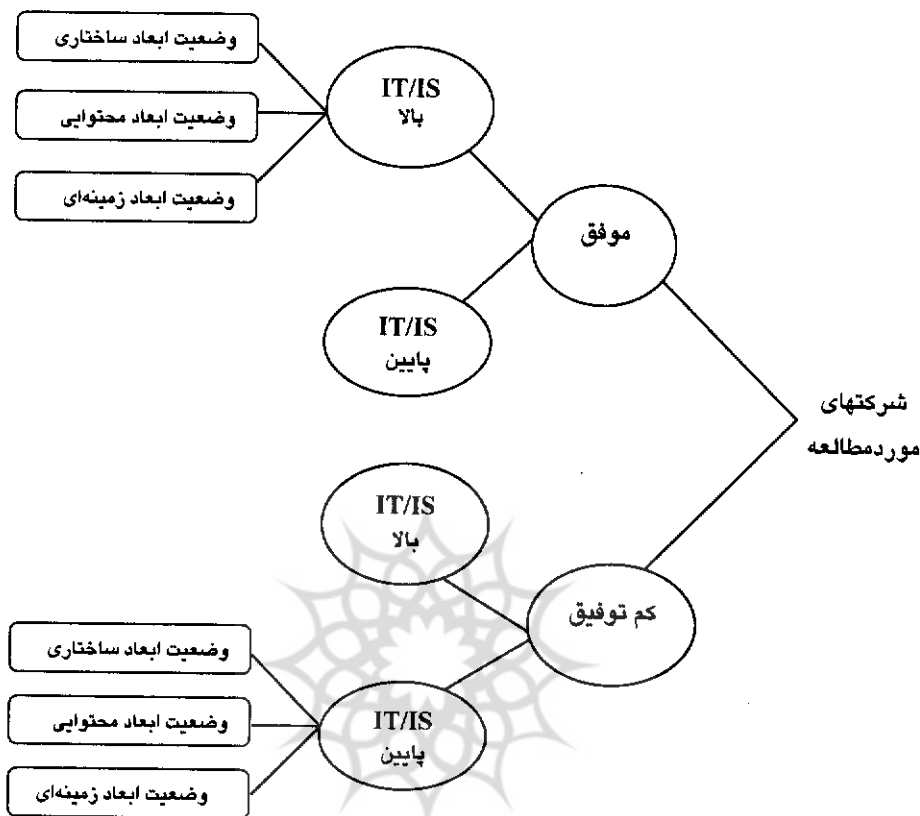 وضعیت ابعاد ساختاری
وضعیت ابعاد محتوایی
وضعیت ابعاد زمینه‌ای
IT/IS
بالا
موفق
IT/IS
پایین
شرکتهای
موردمطالعه
IT/IS
بالا
کم توفیق
وضعیت ابعاد ساختاری
وضعیت ابعاد محتوایی
وضعیت ابعاد زمینه‌ای
IT/IS
پایین